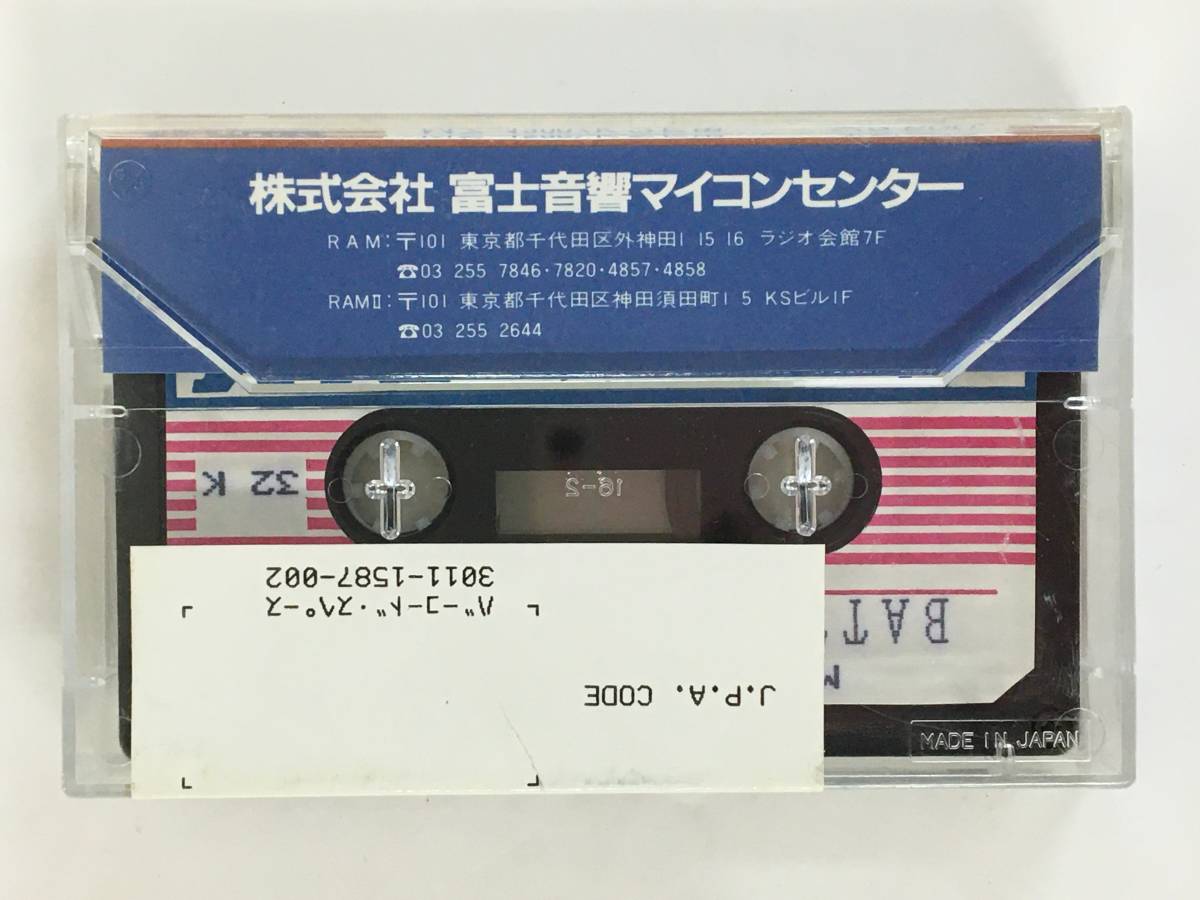 株式会社 富士音響マイコンセンター
RAM:〒101 東京都千代田区外神田1 15 16 ラジオ会館7F
☎03 255 7846・7820・4857・4858
RAMⅡ:〒101 東京都千代田区神田須田町1 5 KSビル1F
☎03 255 2644
32 K
16-2
3011-1587-002
バーコード・スペース
BAT
J.P.A. CODE
M
MADE IN JAPAN